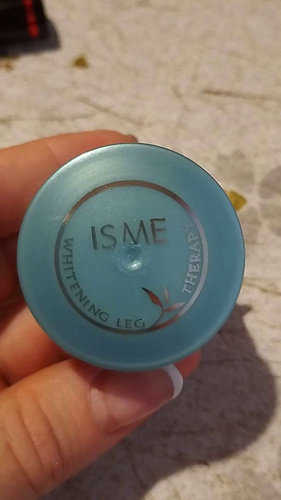 ISME
WHITENING LEG THERAPY